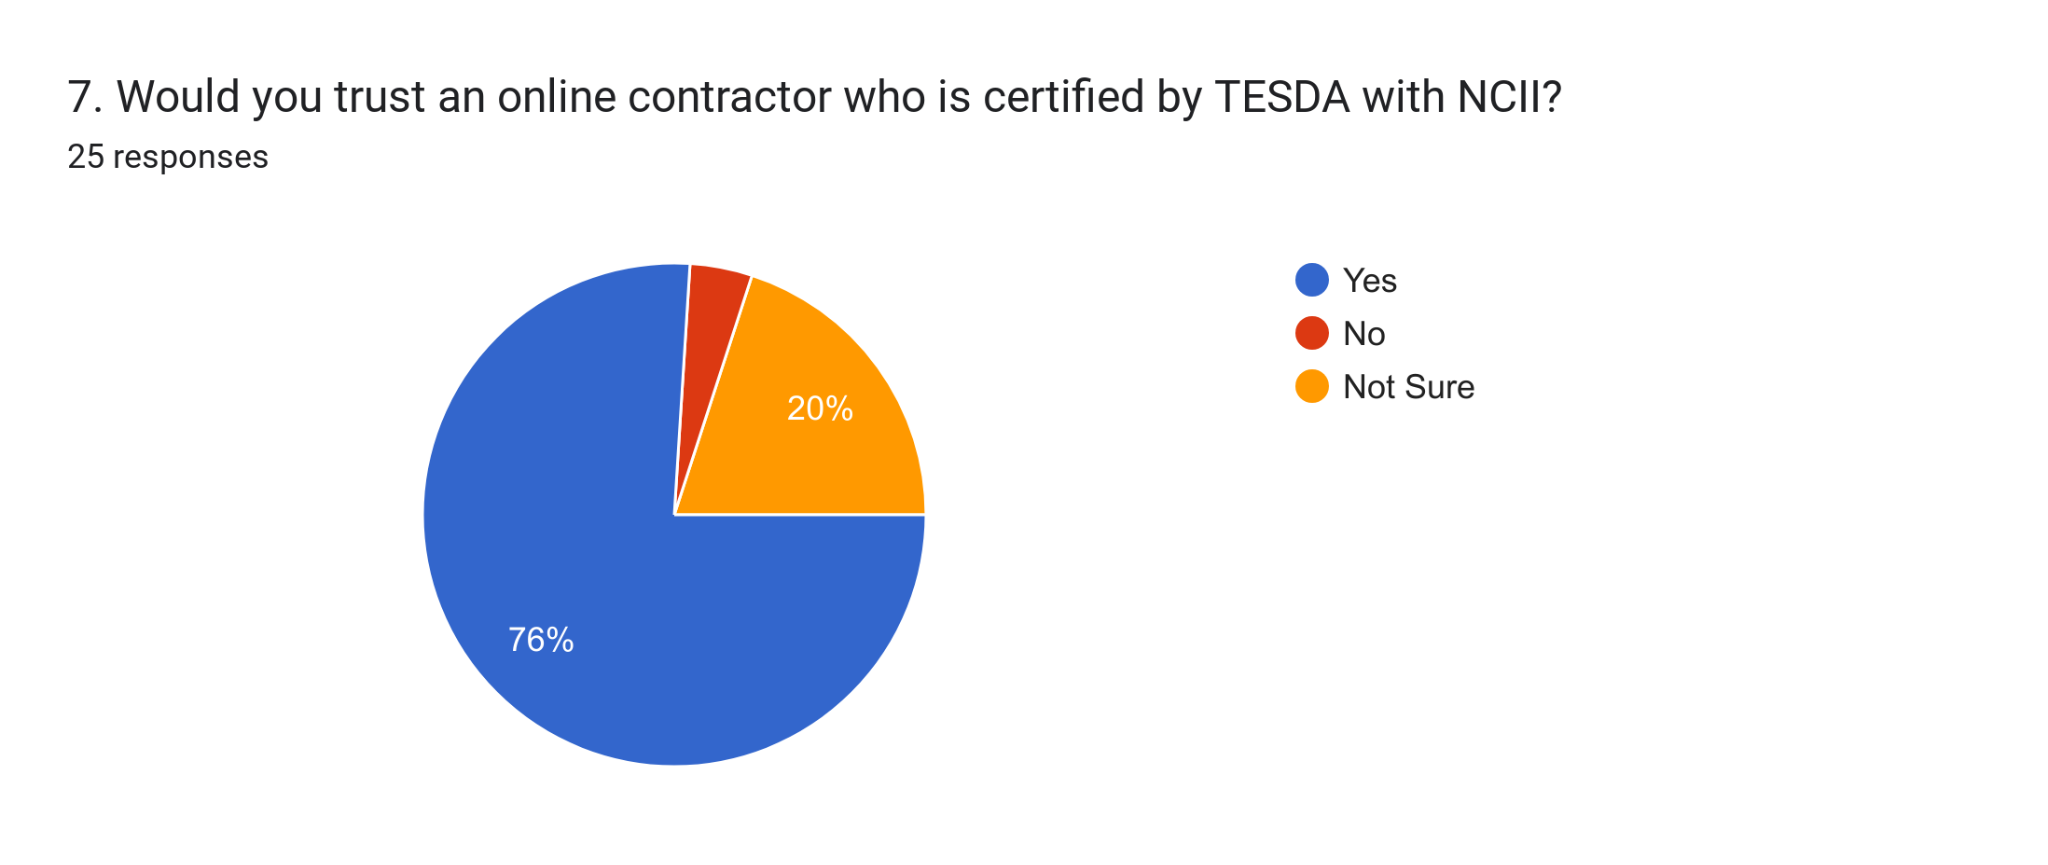 7. Would you trust an online contractor who is certified by TESDA with NCII?
25 responses
Yes
No
Not Sure
20%
76%